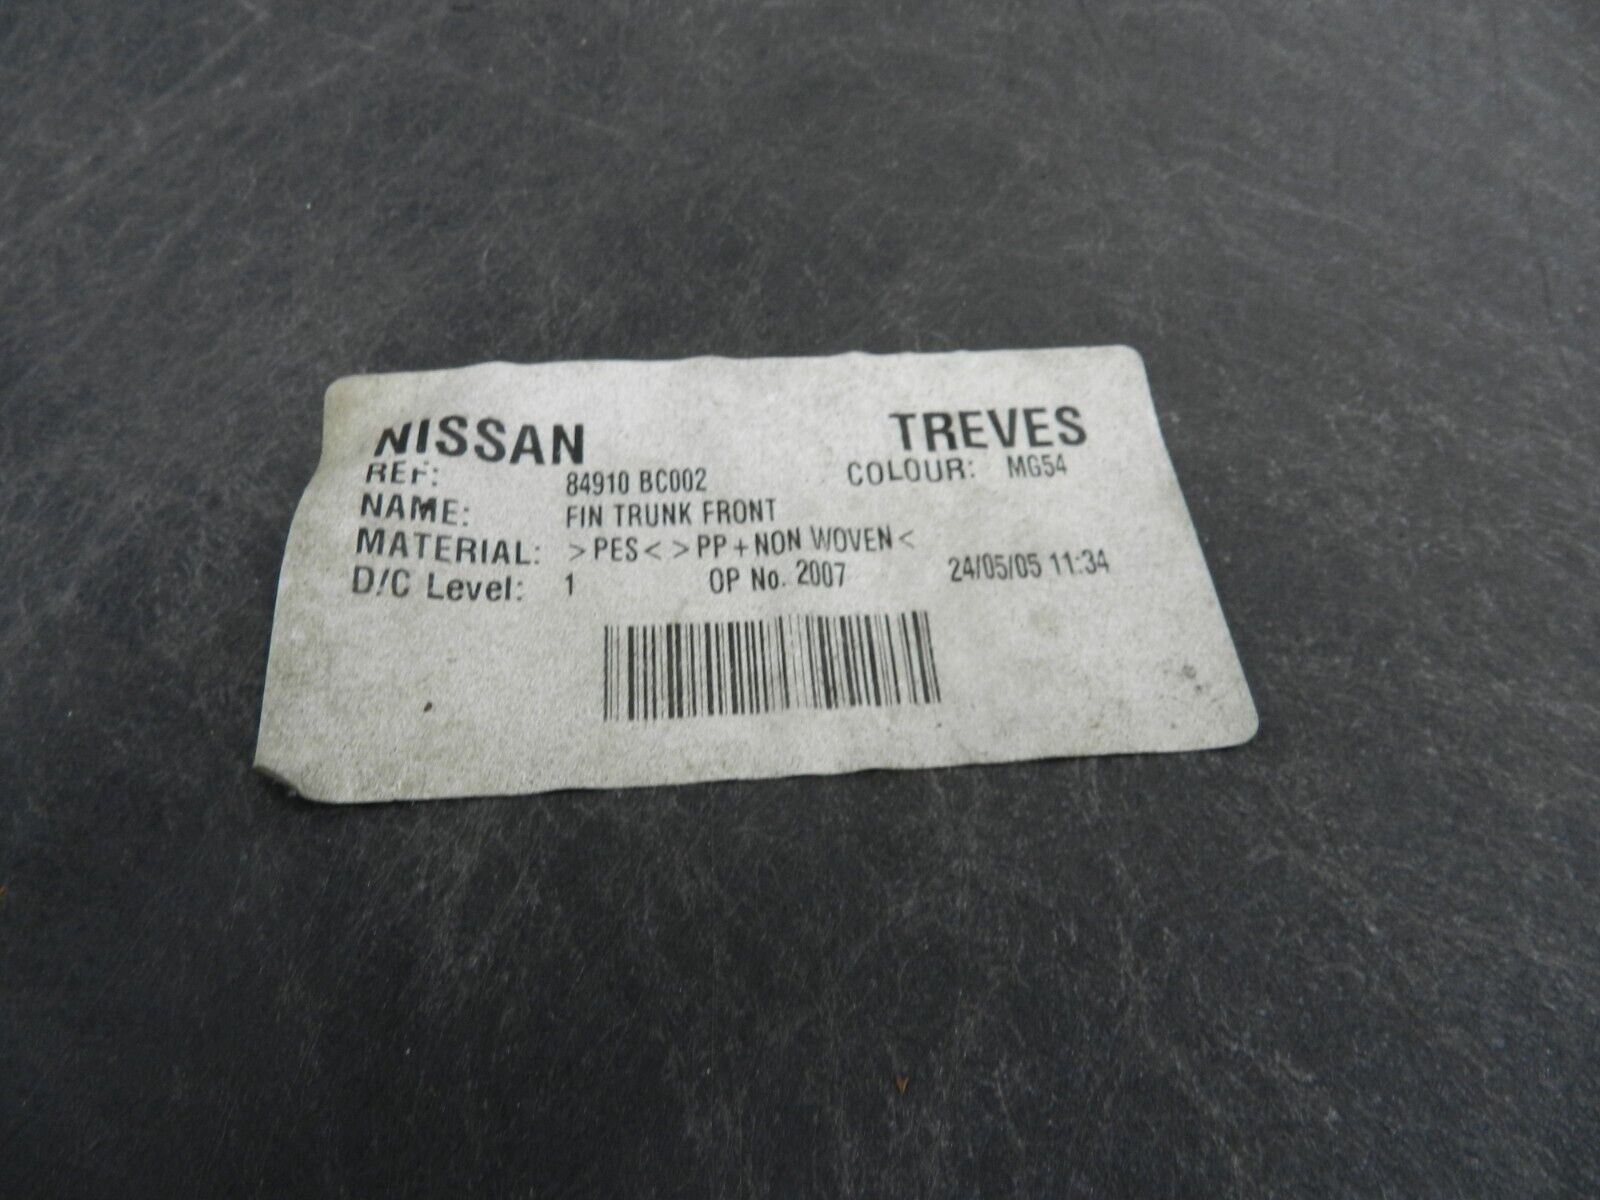 NISSAN TREVES
REF: 84910 BC002 COLOUR: MG54
NAME: FIN TRUNK FRONT
MATERIAL: >PES< >PP+NON WOVEN<
D/C Level: 1 OP No. 2007 24/05/05 11:34